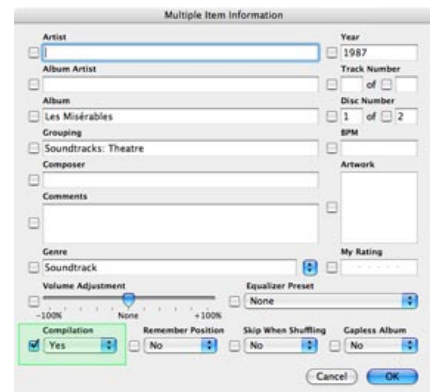 Multiple Item Information
Artist Year
1987
Album Artist Track Number
of
Album Disc Number
Les Misérables 1 of 2
Grouping BPM
Soundtracks: Theatre
Composer Artwork
Comments
Genre My Rating
Soundtrack
Volume Adjustment Equalizer Preset
None
-100% None +100%
Compilation Remember Position Skip When Shuffling Gapless Album
Yes No No No
Cancel OK